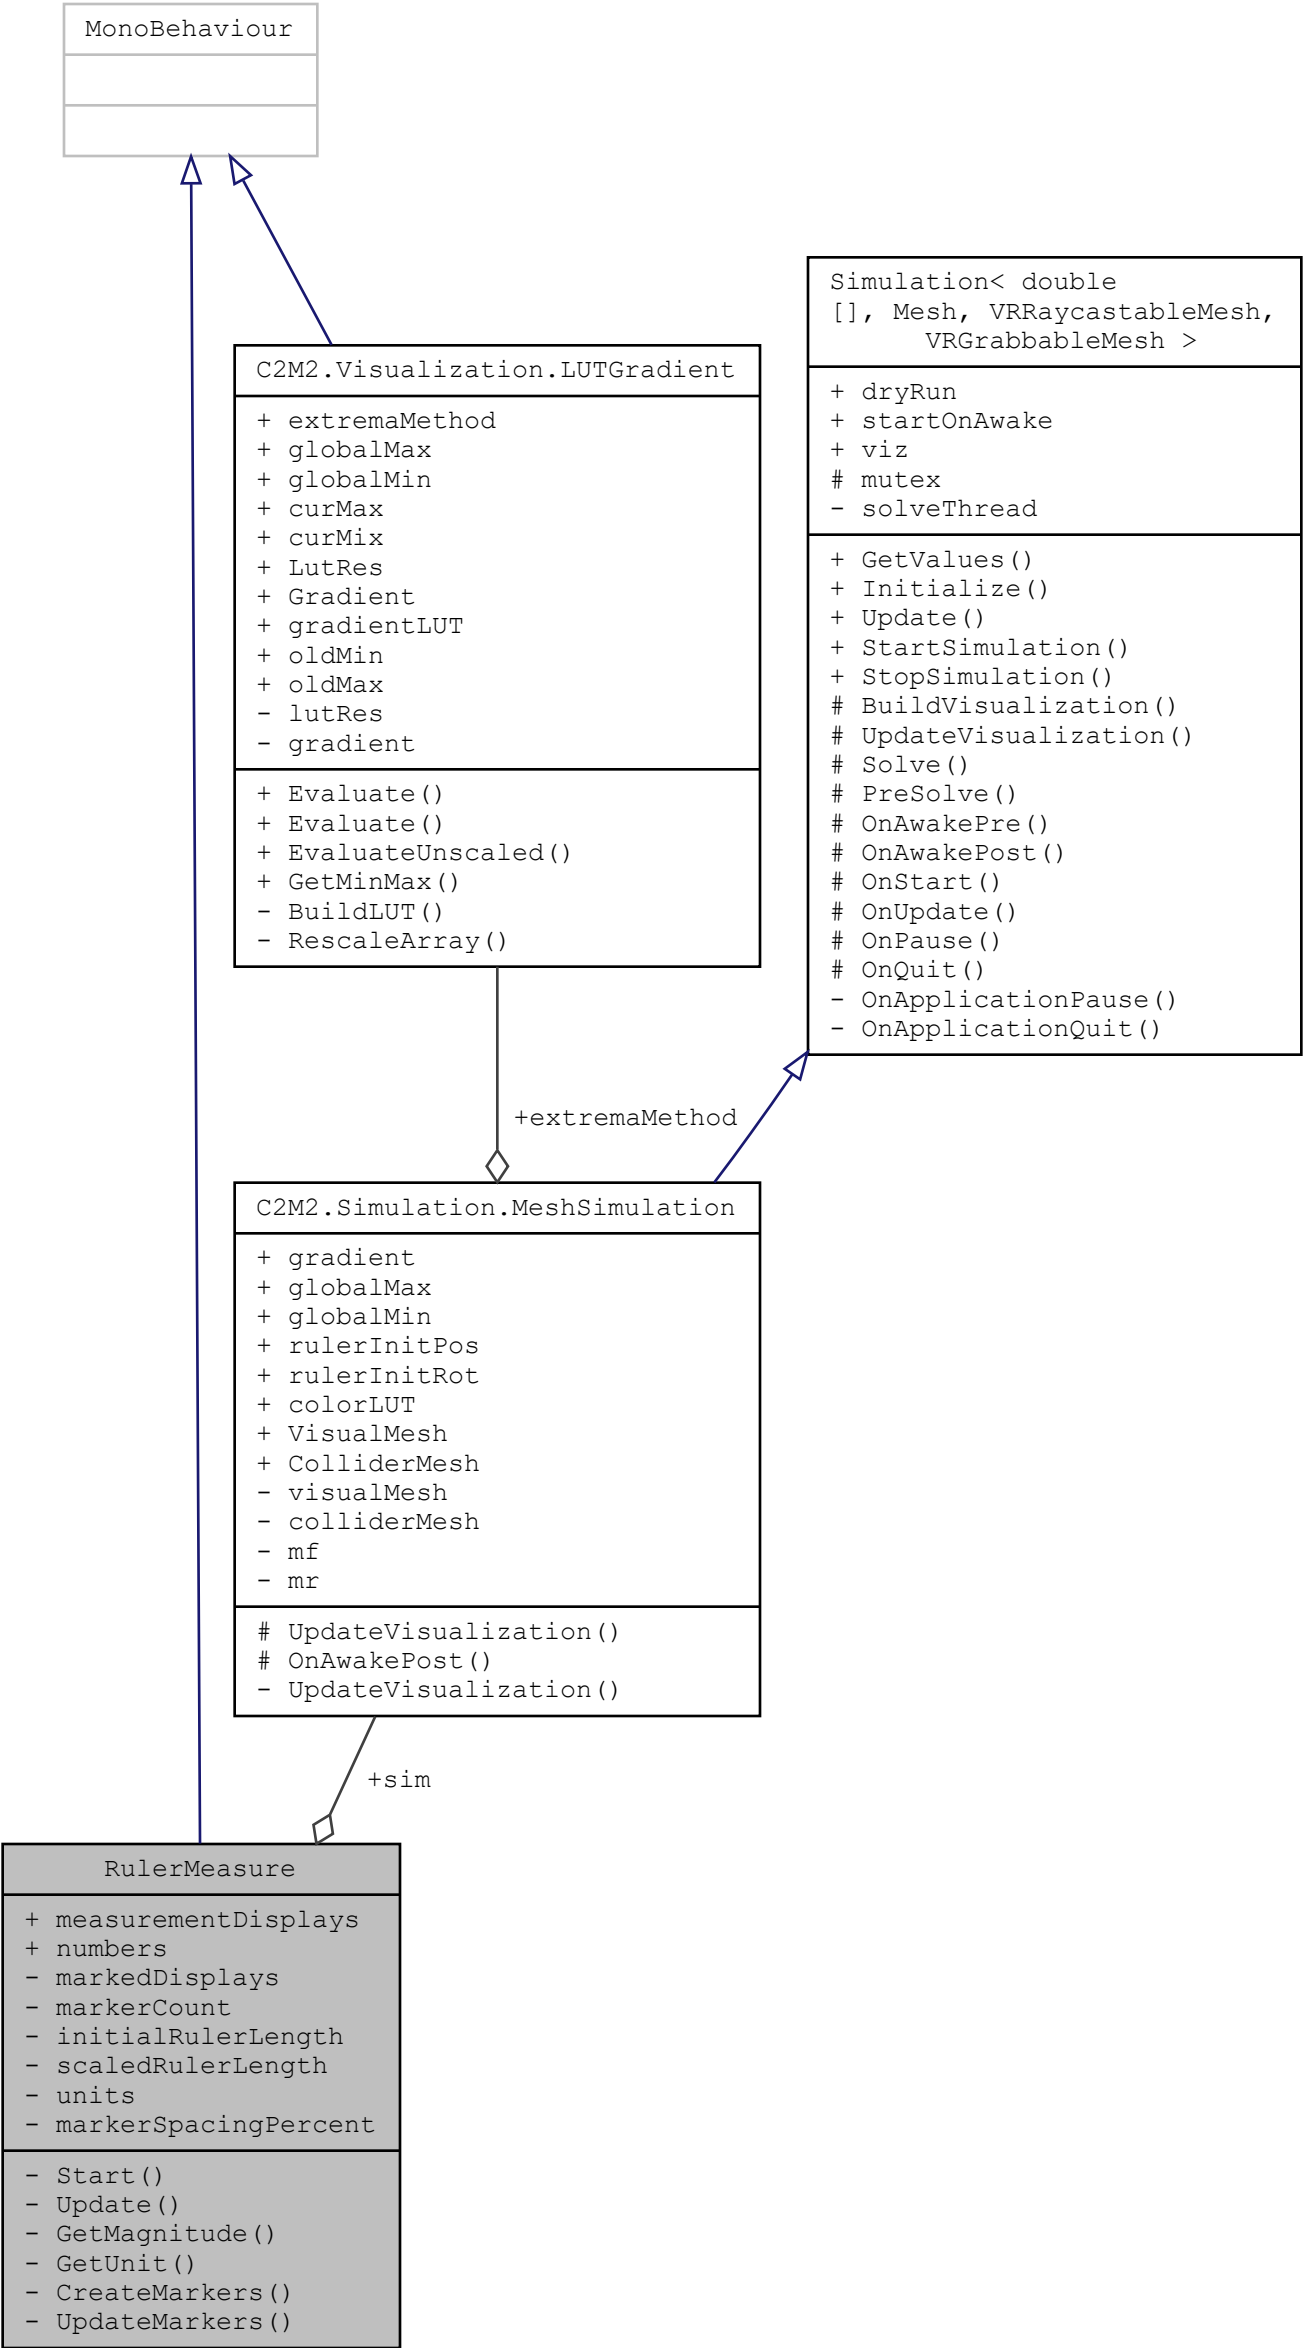 MonoBehaviour
Simulation< double
[], Mesh, VRRaycastableMesh,
VRGrabbableMesh >
+ dryRun
+ startOnAwake
+ viz
# mutex
- solveThread
+ GetValues()
+ Initialize()
+ Update()
+ StartSimulation()
+ StopSimulation()
# BuildVisualization()
# UpdateVisualization()
# Solve()
# PreSolve()
# OnAwakePre()
# OnAwakePost()
# OnStart()
# OnUpdate()
# OnPause()
# OnQuit()
- OnApplicationPause()
- OnApplicationQuit()
C2M2.Visualization.LUTGradient
+ extremaMethod
+ globalMax
+ globalMin
+ curMax
+ curMix
+ LutRes
+ Gradient
+ gradientLUT
+ oldMin
+ oldMax
- lutRes
- gradient
+ Evaluate()
+ Evaluate()
+ EvaluateUnscaled()
+ GetMinMax()
- BuildLUT()
- RescaleArray()
+extremaMethod
C2M2.Simulation.MeshSimulation
+ gradient
+ globalMax
+ globalMin
+ rulerInitPos
+ rulerInitRot
+ colorLUT
+ VisualMesh
+ ColliderMesh
- visualMesh
- colliderMesh
- mf
- mr
# UpdateVisualization()
# OnAwakePost()
- UpdateVisualization()
+sim
RulerMeasure
+ measurementDisplays
+ numbers
- markedDisplays
- markerCount
- initialRulerLength
- scaledRulerLength
- units
- markerSpacingPercent
- Start()
- Update()
- GetMagnitude()
- GetUnit()
- CreateMarkers()
- UpdateMarkers()